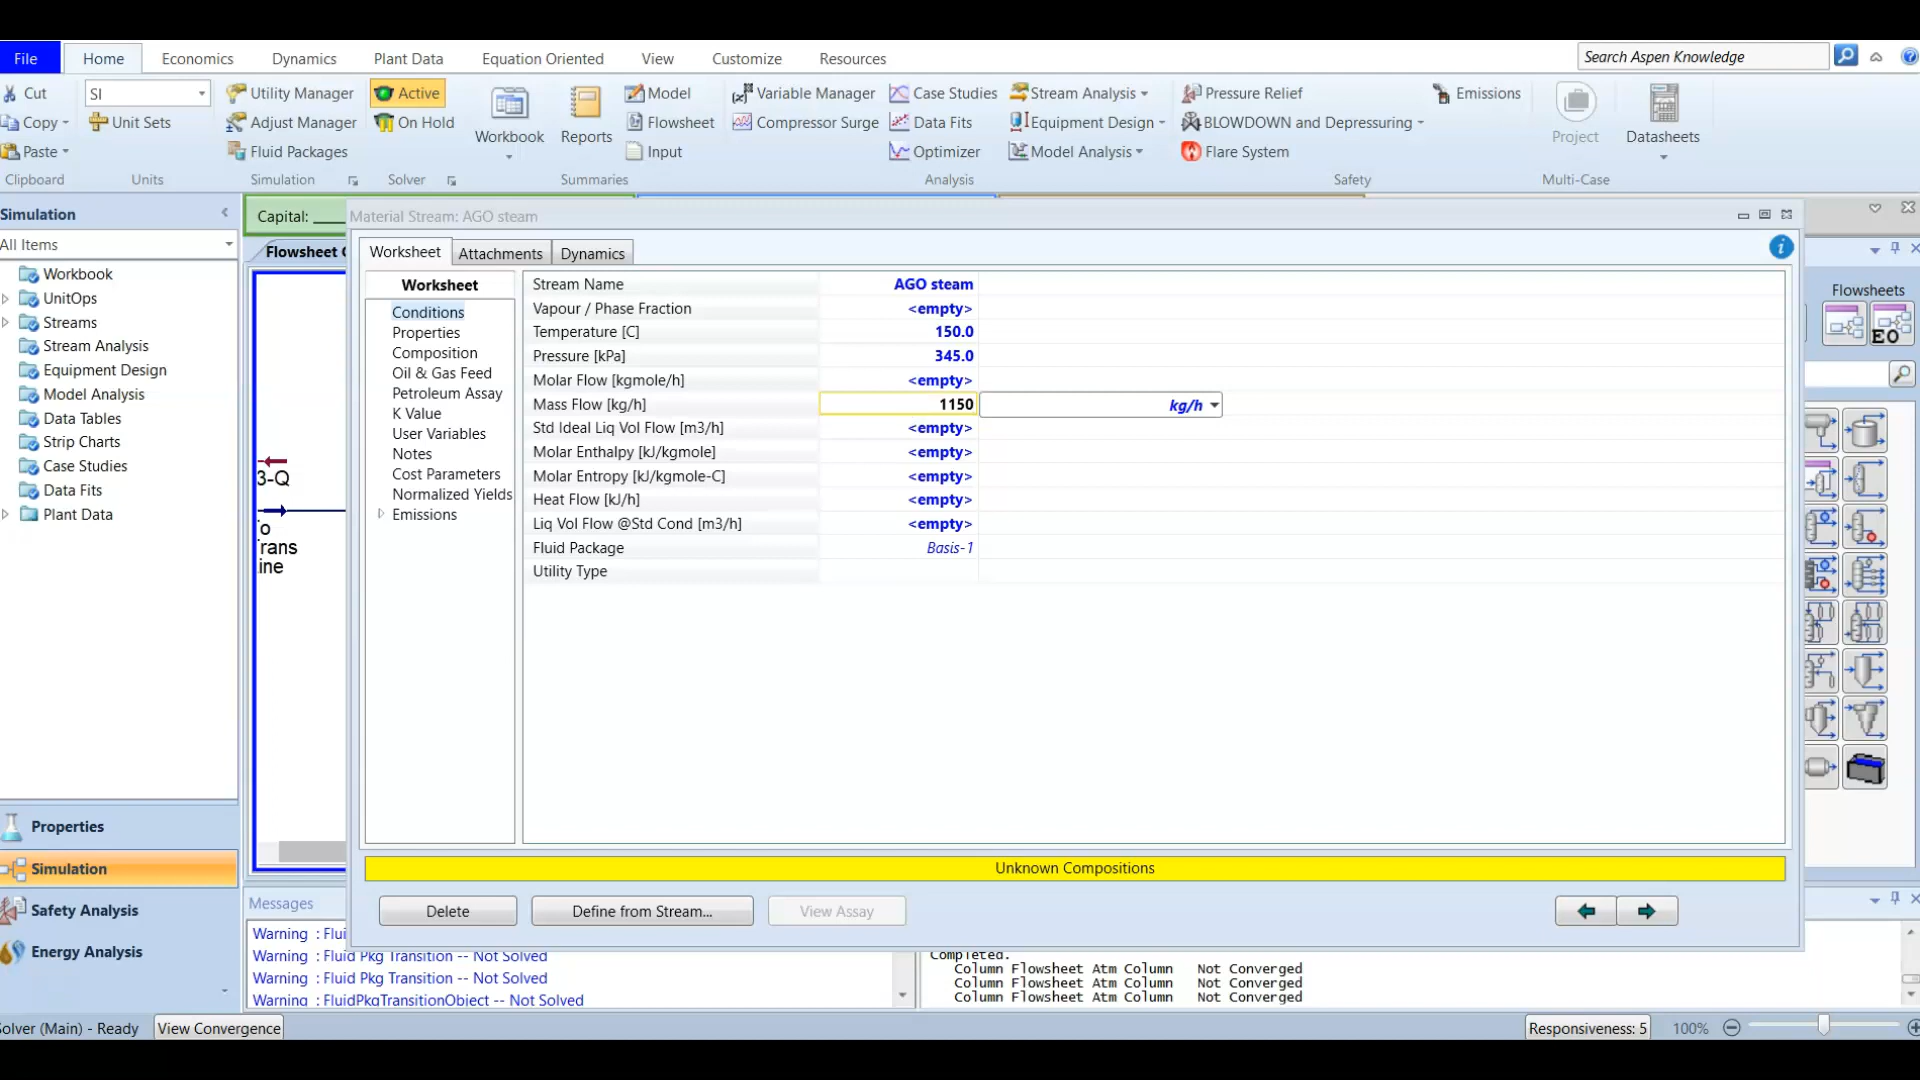 File Home Economics Dynamics Plant Data Equation Oriented View Customize Resources Search Aspen Knowledge
Cut SI Utility Manager Active Model Variable Manager Case Studies Stream Analysis Pressure Relief Emissions
Copy Unit Sets Adjust Manager On Hold Workbook Reports Flowsheet Compressor Surge Data Fits Equipment Design BLOWDOWN and Depressuring Project Datasheets
Paste Fluid Packages Input Optimizer Model Analysis Flare System
Clipboard Units Simulation Solver Summaries Analysis Safety Multi-Case
Simulation
All Items
Workbook
UnitOps
Streams
Stream Analysis
Equipment Design
Model Analysis
Data Tables
Strip Charts
Case Studies
Data Fits
Plant Data
Properties
Simulation
Safety Analysis
Energy Analysis
Capital:
Material Stream: AGO steam
3-Q
Worksheet Attachments Dynamics
Worksheet
Conditions
Properties
Composition
Oil & Gas Feed
Petroleum Assay
K Value
User Variables
Notes
Cost Parameters
Normalized Yields
Emissions
Stream Name AGO steam
Vapour / Phase Fraction <empty>
Temperature [C] 150.0
Pressure [kPa] 345.0
Molar Flow [kgmole/h] <empty>
Mass Flow [kg/h] 1150 kg/h
Std Ideal Liq Vol Flow [m3/h] <empty>
Molar Enthalpy [kJ/kgmole] <empty>
Molar Entropy [kJ/kgmole-C] <empty>
Heat Flow [kJ/h] <empty>
Liq Vol Flow @Std Cond [m3/h] <empty>
Fluid Package Basis-1
Utility Type
Unknown Compositions
Delete Define from Stream... View Assay
Flowsheets
EO
Messages
Warning : Fluid Pkg Transition -- Not Solved
Warning : Fluid Pkg Transition -- Not Solved
Warning : FluidPkgTransitionObject -- Not Solved
Completed.
Column Flowsheet Atm Column Not Converged
Column Flowsheet Atm Column Not Converged
Column Flowsheet Atm Column Not Converged
View Convergence Responsiveness: 5 100%